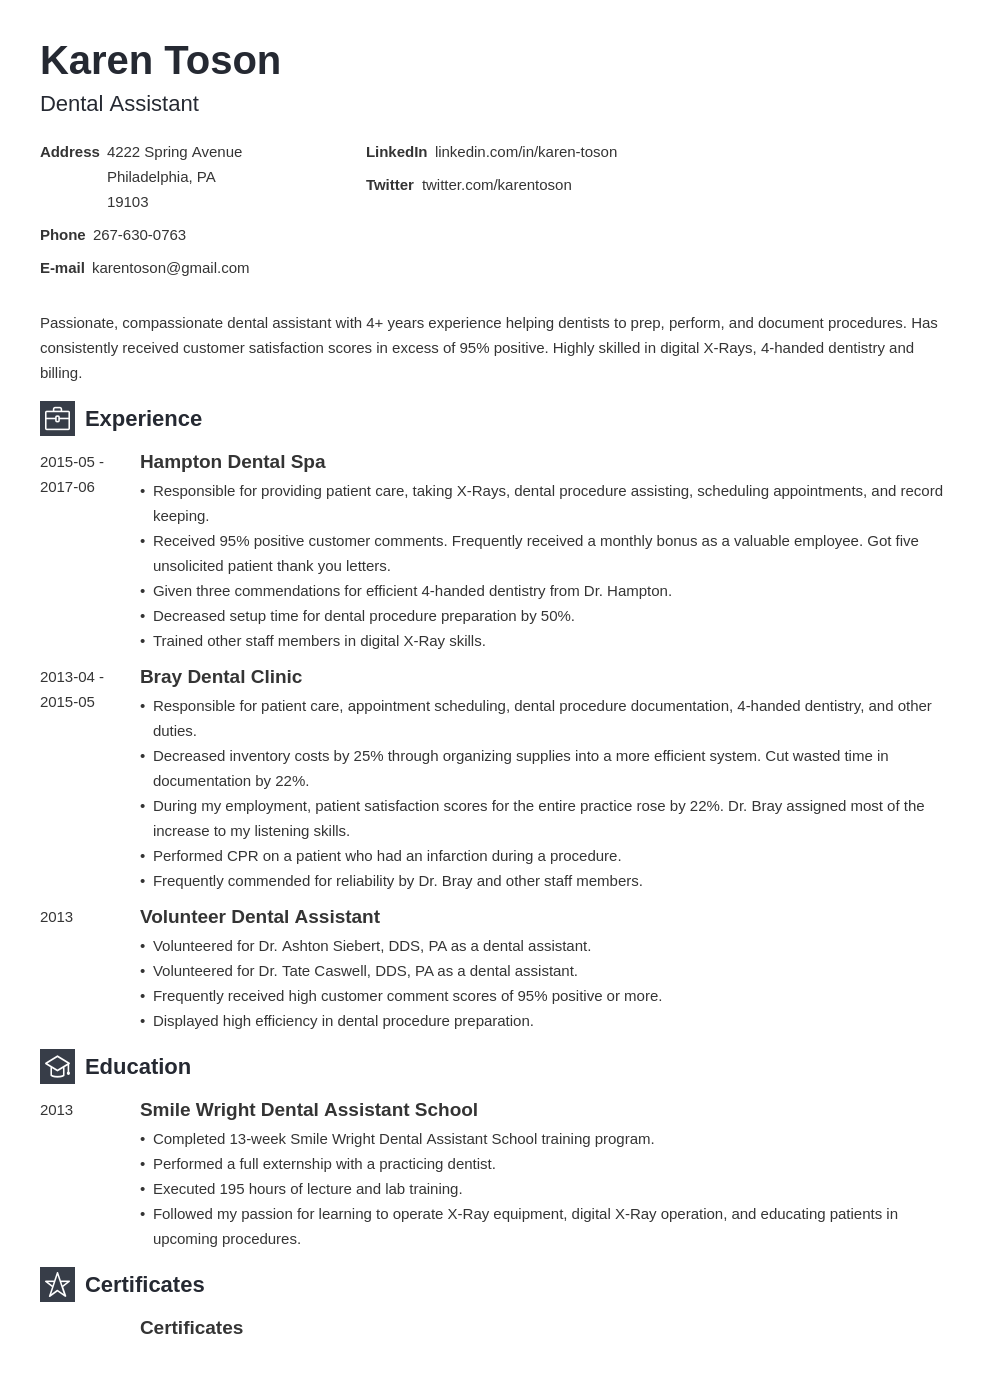 Karen Toson
Dental Assistant
Address 4222 Spring Avenue
Philadelphia, PA
19103
Phone 267-630-0763
E-mail karentoson@gmail.com
LinkedIn linkedin.com/in/karen-toson
Twitter twitter.com/karentoson
Passionate, compassionate dental assistant with 4+ years experience helping dentists to prep, perform, and document procedures. Has
consistently received customer satisfaction scores in excess of 95% positive. Highly skilled in digital X-Rays, 4-handed dentistry and
billing.
Experience
2015-05 -
2017-06
Hampton Dental Spa
• Responsible for providing patient care, taking X-Rays, dental procedure assisting, scheduling appointments, and record
keeping.
• Received 95% positive customer comments. Frequently received a monthly bonus as a valuable employee. Got five
unsolicited patient thank you letters.
• Given three commendations for efficient 4-handed dentistry from Dr. Hampton.
• Decreased setup time for dental procedure preparation by 50%.
• Trained other staff members in digital X-Ray skills.
2013-04 -
2015-05
Bray Dental Clinic
• Responsible for patient care, appointment scheduling, dental procedure documentation, 4-handed dentistry, and other
duties.
• Decreased inventory costs by 25% through organizing supplies into a more efficient system. Cut wasted time in
documentation by 22%.
• During my employment, patient satisfaction scores for the entire practice rose by 22%. Dr. Bray assigned most of the
increase to my listening skills.
• Performed CPR on a patient who had an infarction during a procedure.
• Frequently commended for reliability by Dr. Bray and other staff members.
2013
Volunteer Dental Assistant
• Volunteered for Dr. Ashton Siebert, DDS, PA as a dental assistant.
• Volunteered for Dr. Tate Caswell, DDS, PA as a dental assistant.
• Frequently received high customer comment scores of 95% positive or more.
• Displayed high efficiency in dental procedure preparation.
Education
2013
Smile Wright Dental Assistant School
• Completed 13-week Smile Wright Dental Assistant School training program.
• Performed a full externship with a practicing dentist.
• Executed 195 hours of lecture and lab training.
• Followed my passion for learning to operate X-Ray equipment, digital X-Ray operation, and educating patients in
upcoming procedures.
Certificates
Certificates